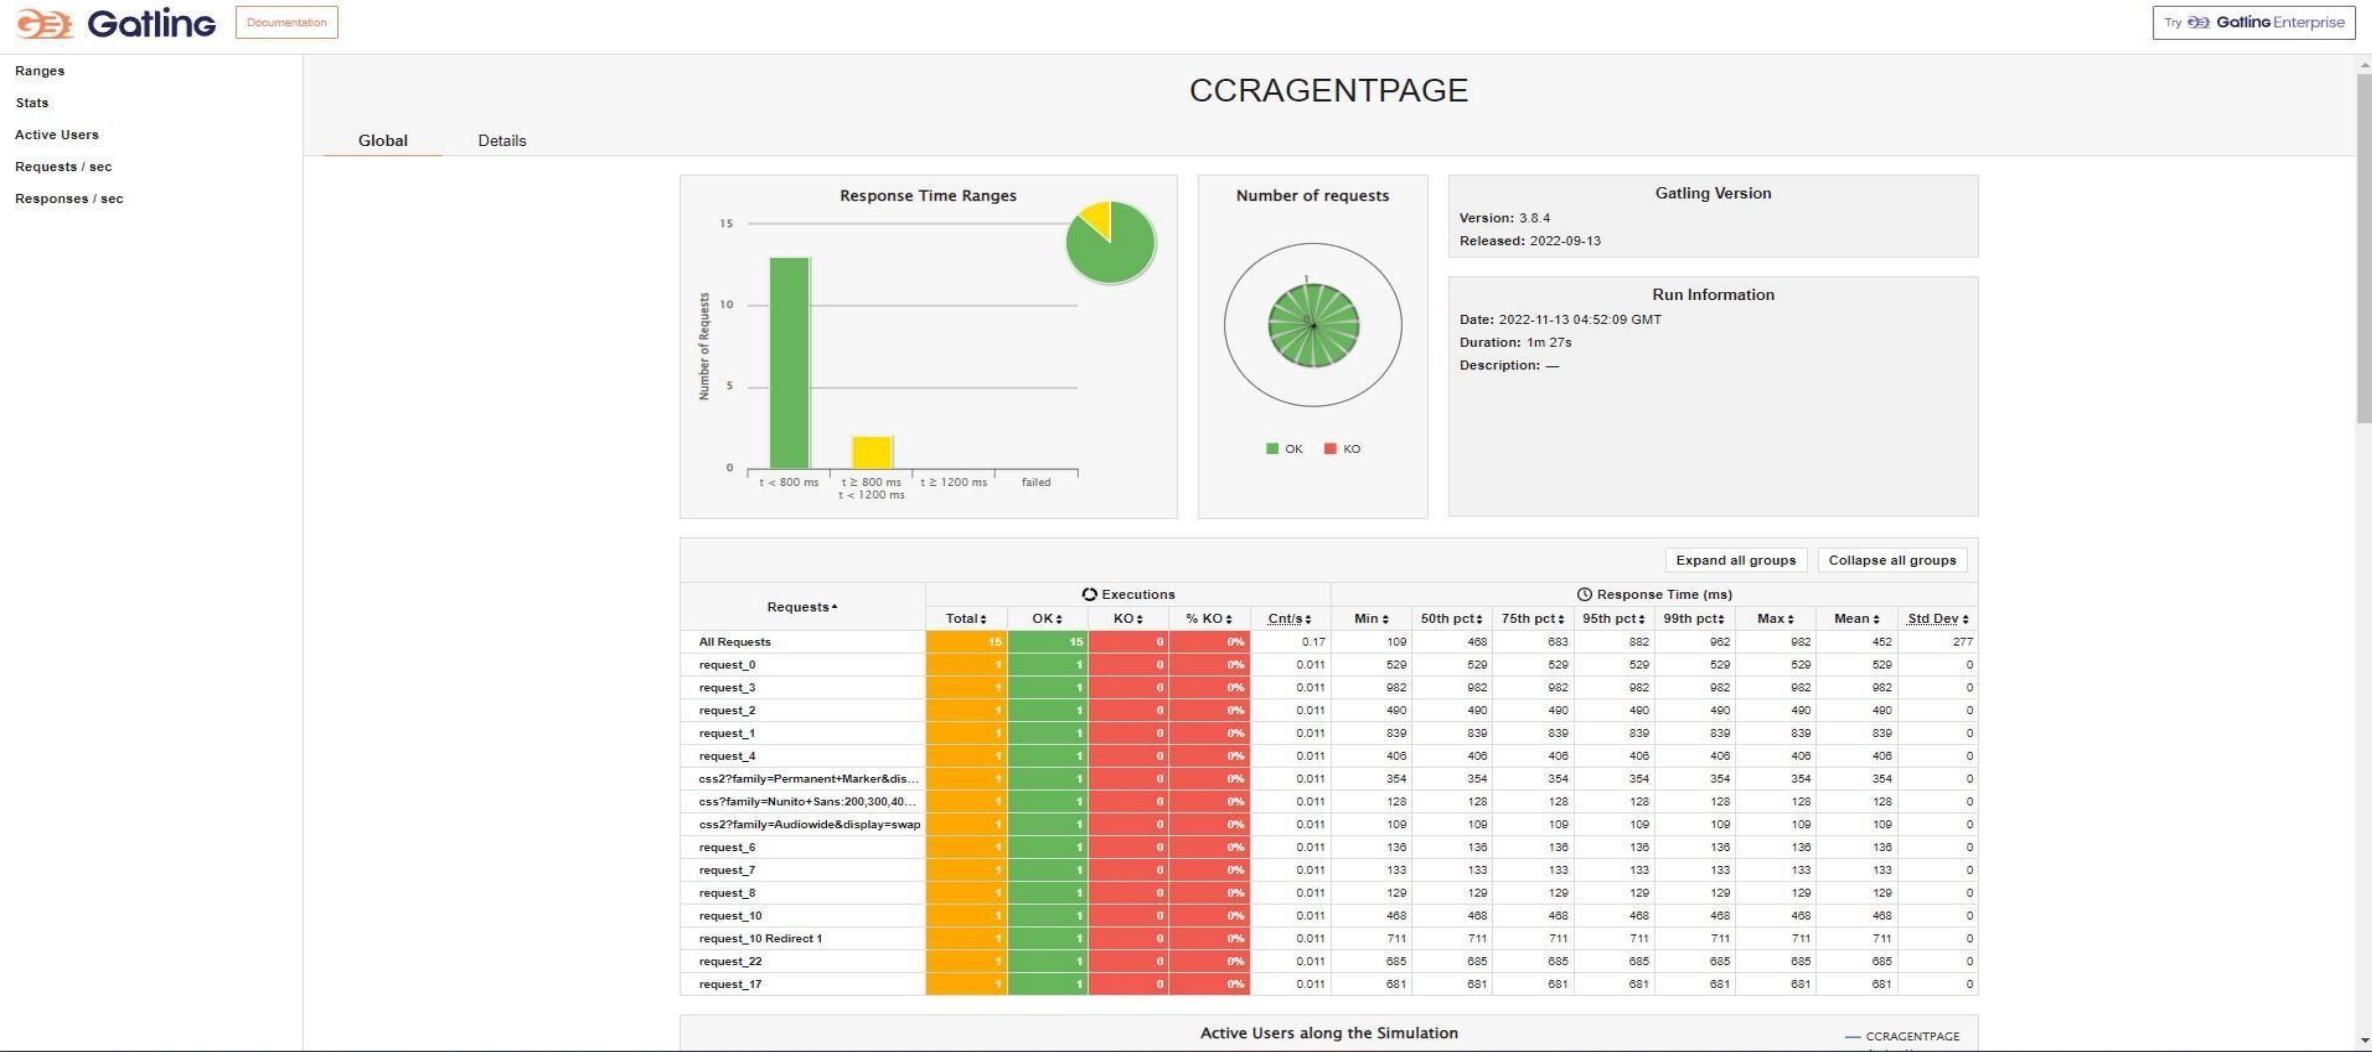 Gatling Documentation Try Gatling Enterprise
Ranges
Stats
Active Users
Requests / sec
Responses / sec
CCRAGENTPAGE
Global Details
Response Time Ranges
15
10
5
0
Number of Requests
t < 800 ms
t ≥ 800 ms
t < 1200 ms
t ≥ 1200 ms
failed
Number of requests
1
0
OK KO
Gatling Version
Version: 3.8.4
Released: 2022-09-13
Run Information
Date: 2022-11-13 04:52:09 GMT
Duration: 1m 27s
Description: —
Expand all groups Collapse all groups
Requests Executions Response Time (ms)
Total OK KO % KO Cnt/s Min 50th pct 75th pct 95th pct 99th pct Max Mean Std Dev
All Requests 15 15 0 0% 0.17 109 468 683 882 962 982 452 277
request_0 1 1 0 0% 0.011 529 529 529 529 529 529 529 0
request_3 1 1 0 0% 0.011 982 982 982 982 982 982 982 0
request_2 1 1 0 0% 0.011 490 490 490 490 490 490 490 0
request_1 1 1 0 0% 0.011 839 839 839 839 839 839 839 0
request_4 1 1 0 0% 0.011 406 406 406 406 406 406 406 0
css2?family=Permanent+Marker&dis... 1 1 0 0% 0.011 354 354 354 354 354 354 354 0
css?family=Nunito+Sans:200,300,40... 1 1 0 0% 0.011 128 128 128 128 128 128 128 0
css2?family=Audiowide&display=swap 1 1 0 0% 0.011 109 109 109 109 109 109 109 0
request_6 1 1 0 0% 0.011 136 136 136 136 136 136 136 0
request_7 1 1 0 0% 0.011 133 133 133 133 133 133 133 0
request_8 1 1 0 0% 0.011 129 129 129 129 129 129 129 0
request_10 1 1 0 0% 0.011 468 468 468 468 468 468 468 0
request_10 Redirect 1 1 1 0 0% 0.011 711 711 711 711 711 711 711 0
request_22 1 1 0 0% 0.011 685 685 685 685 685 685 685 0
request_17 1 1 0 0% 0.011 681 681 681 681 681 681 681 0
Active Users along the Simulation
CCRAGENTPAGE